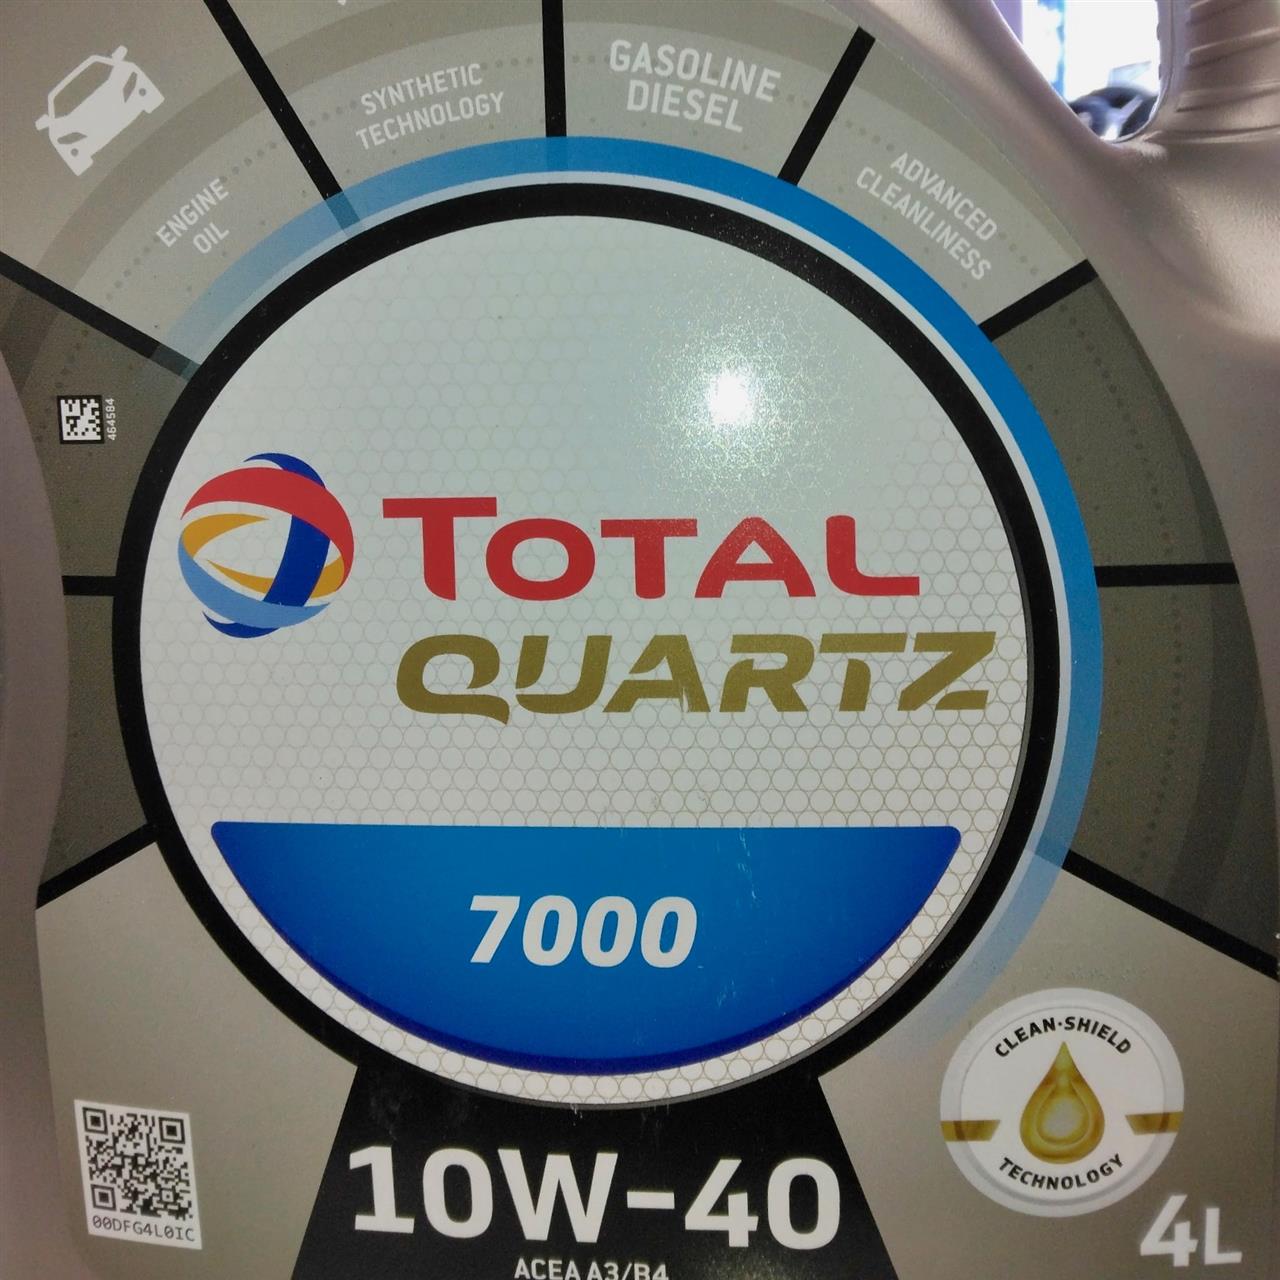 GASOLINE
DIESEL
SYNTHETIC
TECHNOLOGY
ADVANCED
CLEANLINESS
ENGINE
OIL
464584
TOTAL
QUARTZ
7000
CLEAN·SHIELD
TECHNOLOGY
00DFG4L0IC
10W-40
4L
ACEA A3/B4